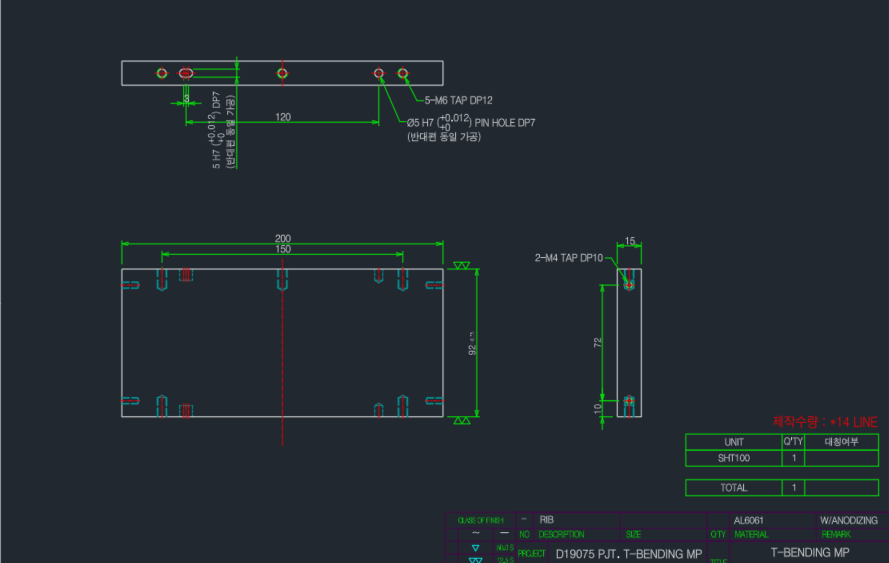 5-M6 TAP DP12
120
Ø5 H7 (+0.012 +0) PIN HOLE DP7
(반대편 동일 가공)
3
5 H7 (+0.012 +0) DP7
(반대편 동일 가공)
200
150
15
2-M4 TAP DP10
92
72
10
제작수량 : *14 LINE
UNIT Q'TY 대칭여부
SHT100 1
TOTAL 1
CLASS OF FINISH - RIB AL6061 W/ANODIZING
~ — NO DESCRIPTION SIZE Q'TY MATERIAL REMARK
PROJECT D19075 PJT. T-BENDING MP TITLE T-BENDING MP